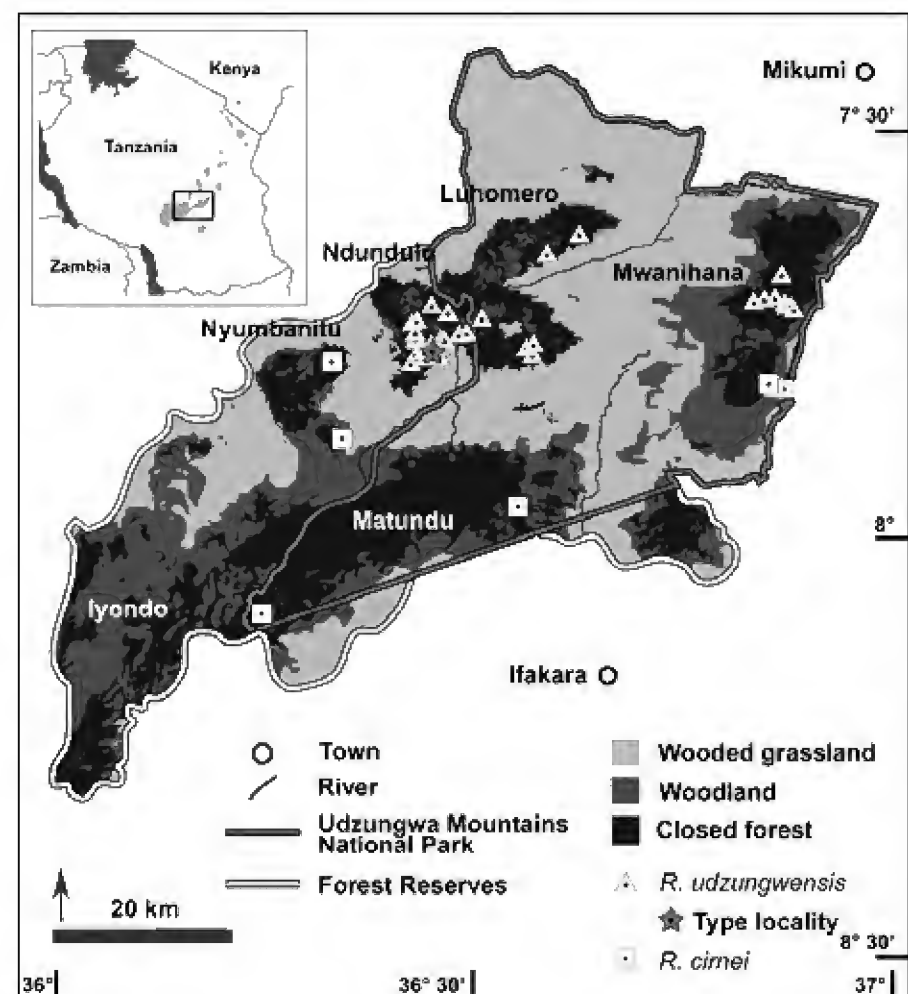 Kenya
Tanzania
Zambia
Mikumi
7° 30'
Luhomero
Ndundulu
Mwanihana
Nyumbanitu
Matundu
8°
Iyondo
Ifakara
Town
River
Udzungwa Mountains
National Park
Forest Reserves
20 km
Wooded grassland
Woodland
Closed forest
R. udzungwensis
Type locality
R. cirnei
8° 30'
36°
36° 30'
37°